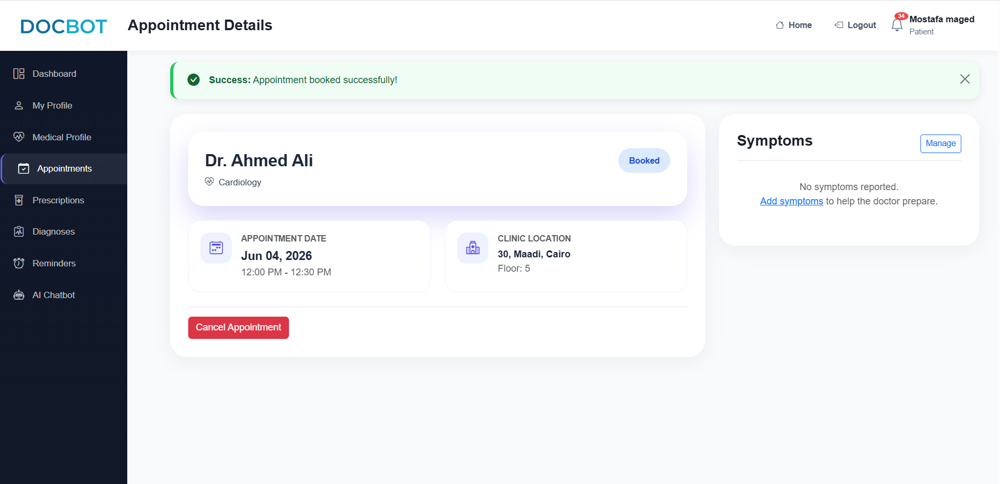 DOCBOT
Appointment Details
Home
Logout
34
Mostafa maged
Patient
Dashboard
My Profile
Medical Profile
Appointments
Prescriptions
Diagnoses
Reminders
AI Chatbot
Success: Appointment booked successfully!
Dr. Ahmed Ali
Booked
Cardiology
APPOINTMENT DATE
Jun 04, 2026
12:00 PM - 12:30 PM
CLINIC LOCATION
30, Maadi, Cairo
Floor: 5
Cancel Appointment
Symptoms
Manage
No symptoms reported.
Add symptoms to help the doctor prepare.